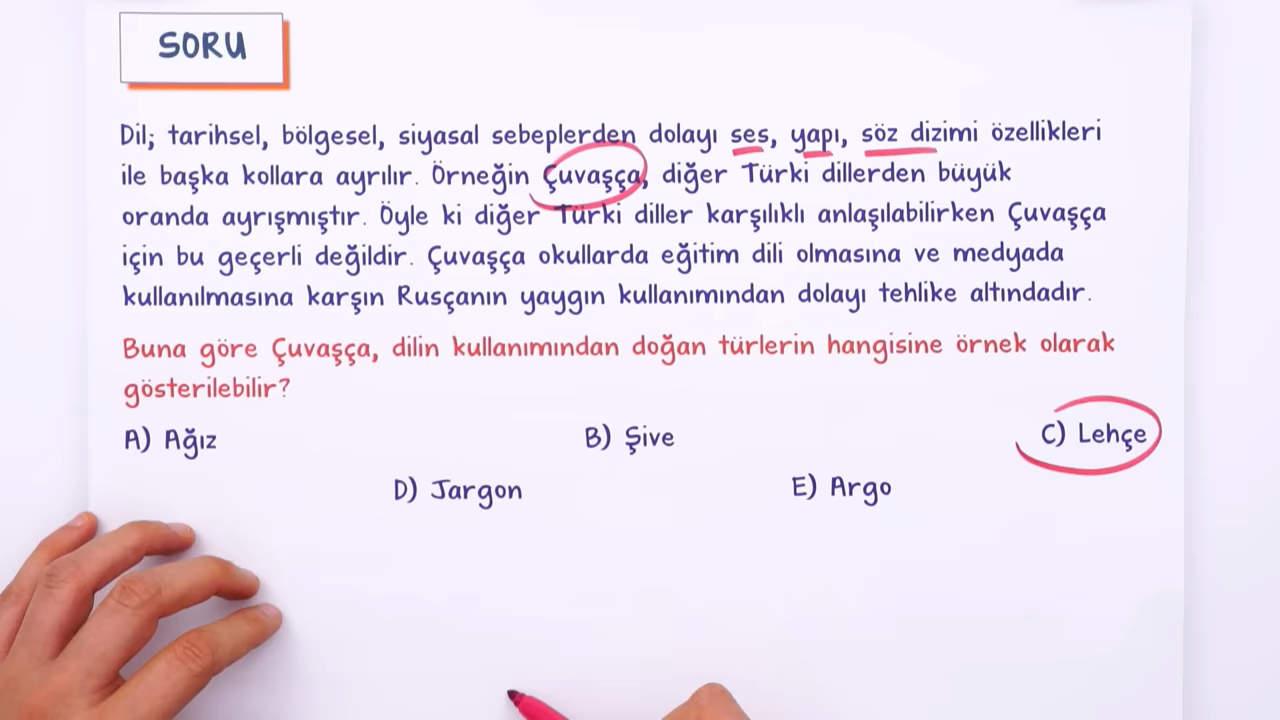 SORU
Dil; tarihsel, bölgesel, siyasal sebeplerden dolayı ses, yapı, söz dizimi özellikleri
ile başka kollara ayrılır. Örneğin Çuvaşça, diğer Türki dillerden büyük
oranda ayrışmıştır. Öyle ki diğer Türki diller karşılıklı anlaşılabilirken Çuvaşça
için bu geçerli değildir. Çuvaşça okullarda eğitim dili olmasına ve medyada
kullanılmasına karşın Rusçanın yaygın kullanımından dolayı tehlike altındadır.
Buna göre Çuvaşça, dilin kullanımından doğan türlerin hangisine örnek olarak
gösterilebilir?
A) Ağız B) Şive C) Lehçe
D) Jargon E) Argo